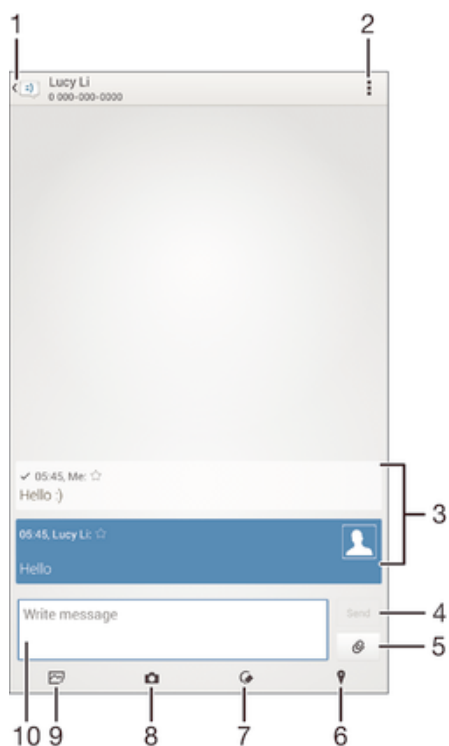 1
2
Lucy Li
0 000-000-0000
✓ 05:45, Me: ☆
Hello :)
3
05:45, Lucy Li: ☆
Hello
Write message
Send
4
5
10
9
8
7
6